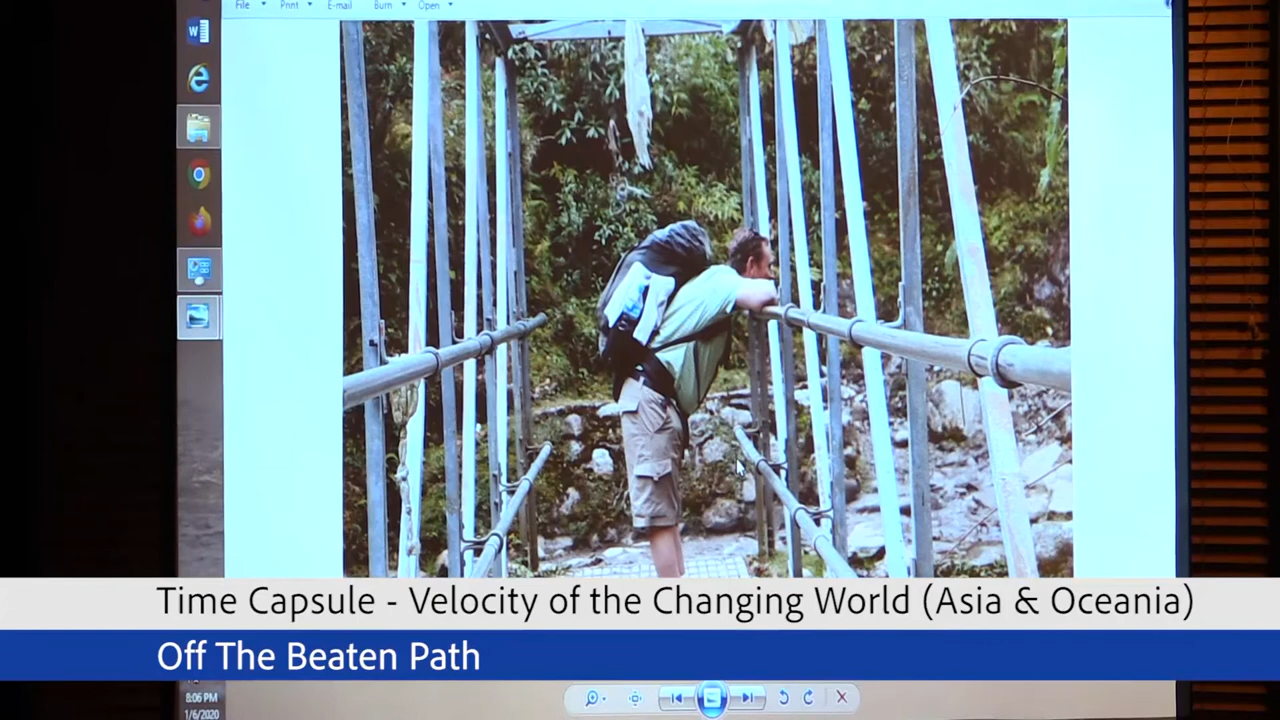 File Print E-mail Burn Open
Time Capsule - Velocity of the Changing World (Asia & Oceania)
Off The Beaten Path
8:06 PM
1/6/2020